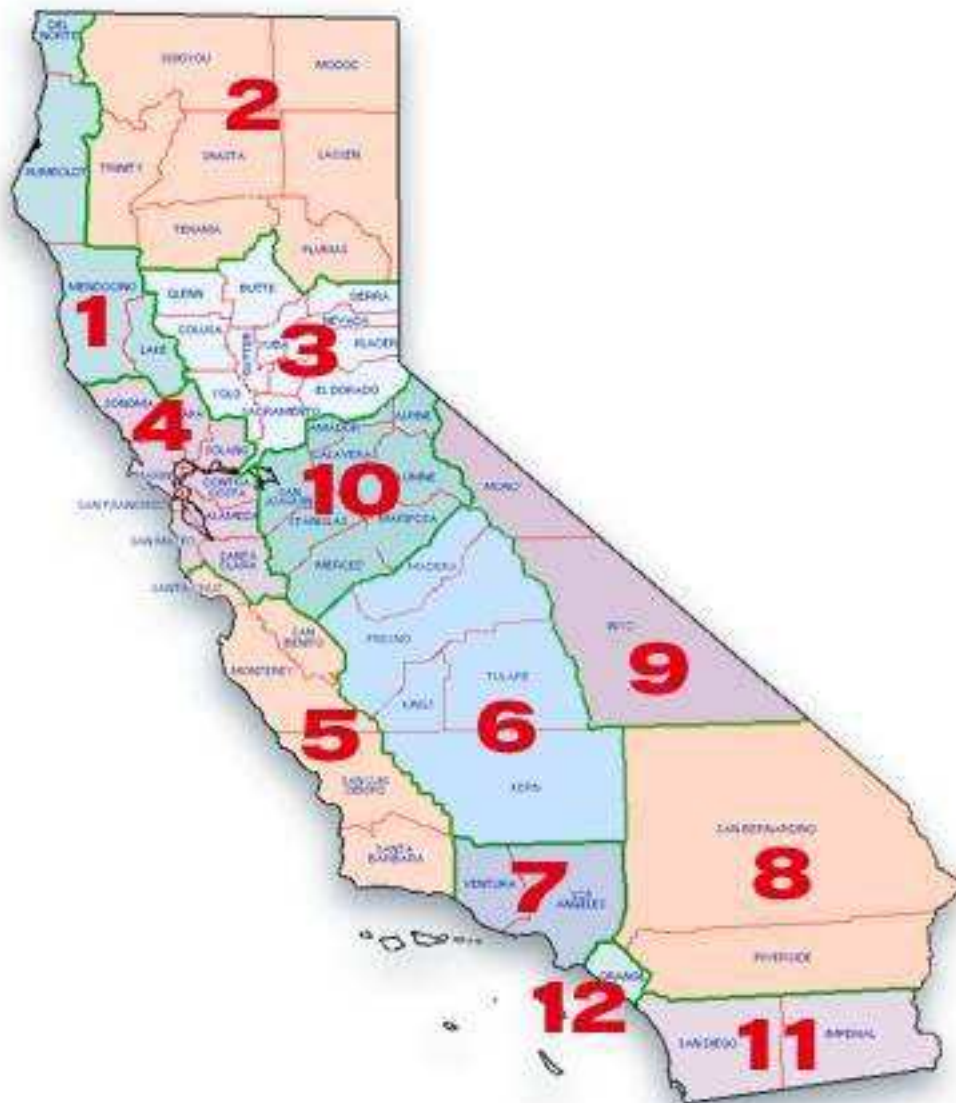 DEL
NORTE
SISKIYOU
MODOC
2
HUMBOLDT
TRINITY
SHASTA
LASSEN
TEHAMA
PLUMAS
MENDOCINO
1
LAKE
GLENN
BUTTE
SIERRA
COLUSA
SUTTER
YUBA
NEVADA
3
PLACER
YOLO
EL DORADO
SACRAMENTO
SONOMA
4
SOLANO
CONTRA
COSTA
SAN FRANCISCO
ALAMEDA
SAN MATEO
SANTA
CLARA
SANTA CRUZ
AMADOR
ALPINE
CALAVERAS
10
SAN
JOAQUIN
STANISLAUS
MARIPOSA
MERCED
MADERA
MONO
SAN
BENITO
MONTEREY
FRESNO
INYO
9
TULARE
KINGS
5
6
SAN LUIS
OBISPO
KERN
SANTA
BARBARA
SAN BERNARDINO
8
VENTURA
7
LOS
ANGELES
RIVERSIDE
ORANGE
12
SAN DIEGO
11
IMPERIAL